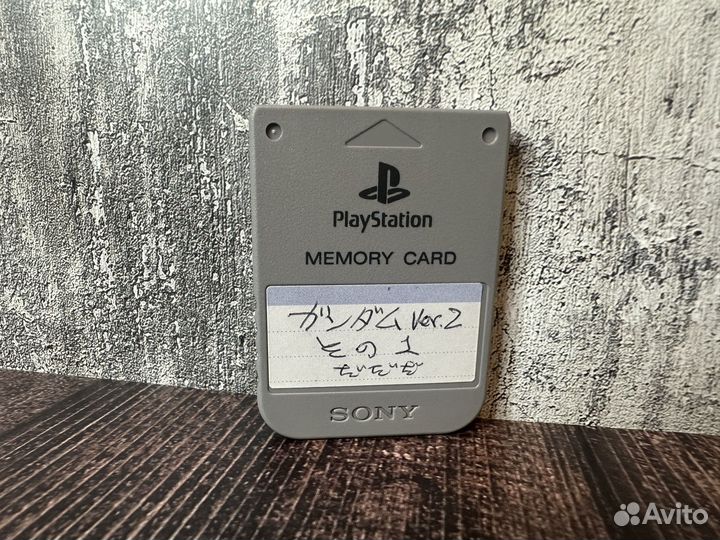 PlayStation
MEMORY CARD
ガンダム Ver.2
その1
SONY
Avito